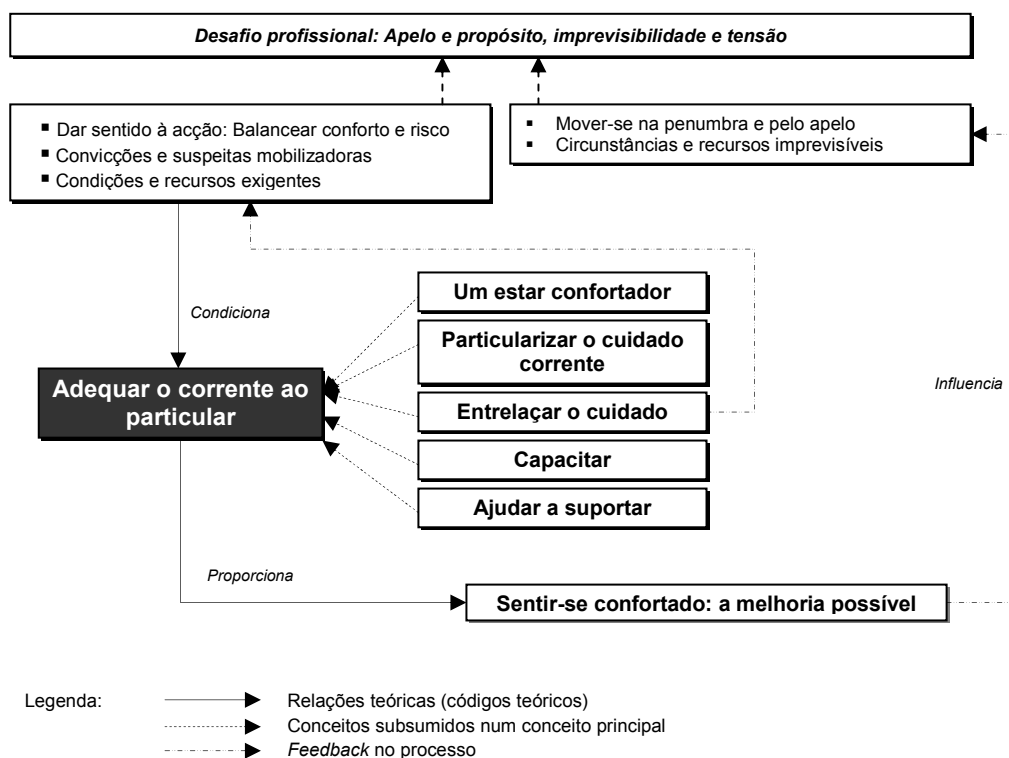 Desafio profissional: Apelo e propósito, imprevisibilidade e tensão
▪ Dar sentido à acção: Balancear conforto e risco
▪ Convicções e suspeitas mobilizadoras
▪ Condições e recursos exigentes
▪ Mover-se na penumbra e pelo apelo
▪ Circunstâncias e recursos imprevisíveis
Condiciona
Um estar confortador
Particularizar o cuidado
corrente
Adequar o corrente ao
particular
Entrelaçar o cuidado
Influencia
Capacitar
Ajudar a suportar
Proporciona
Sentir-se confortado: a melhoria possível
Legenda:
Relações teóricas (códigos teóricos)
Conceitos subsumidos num conceito principal
Feedback no processo